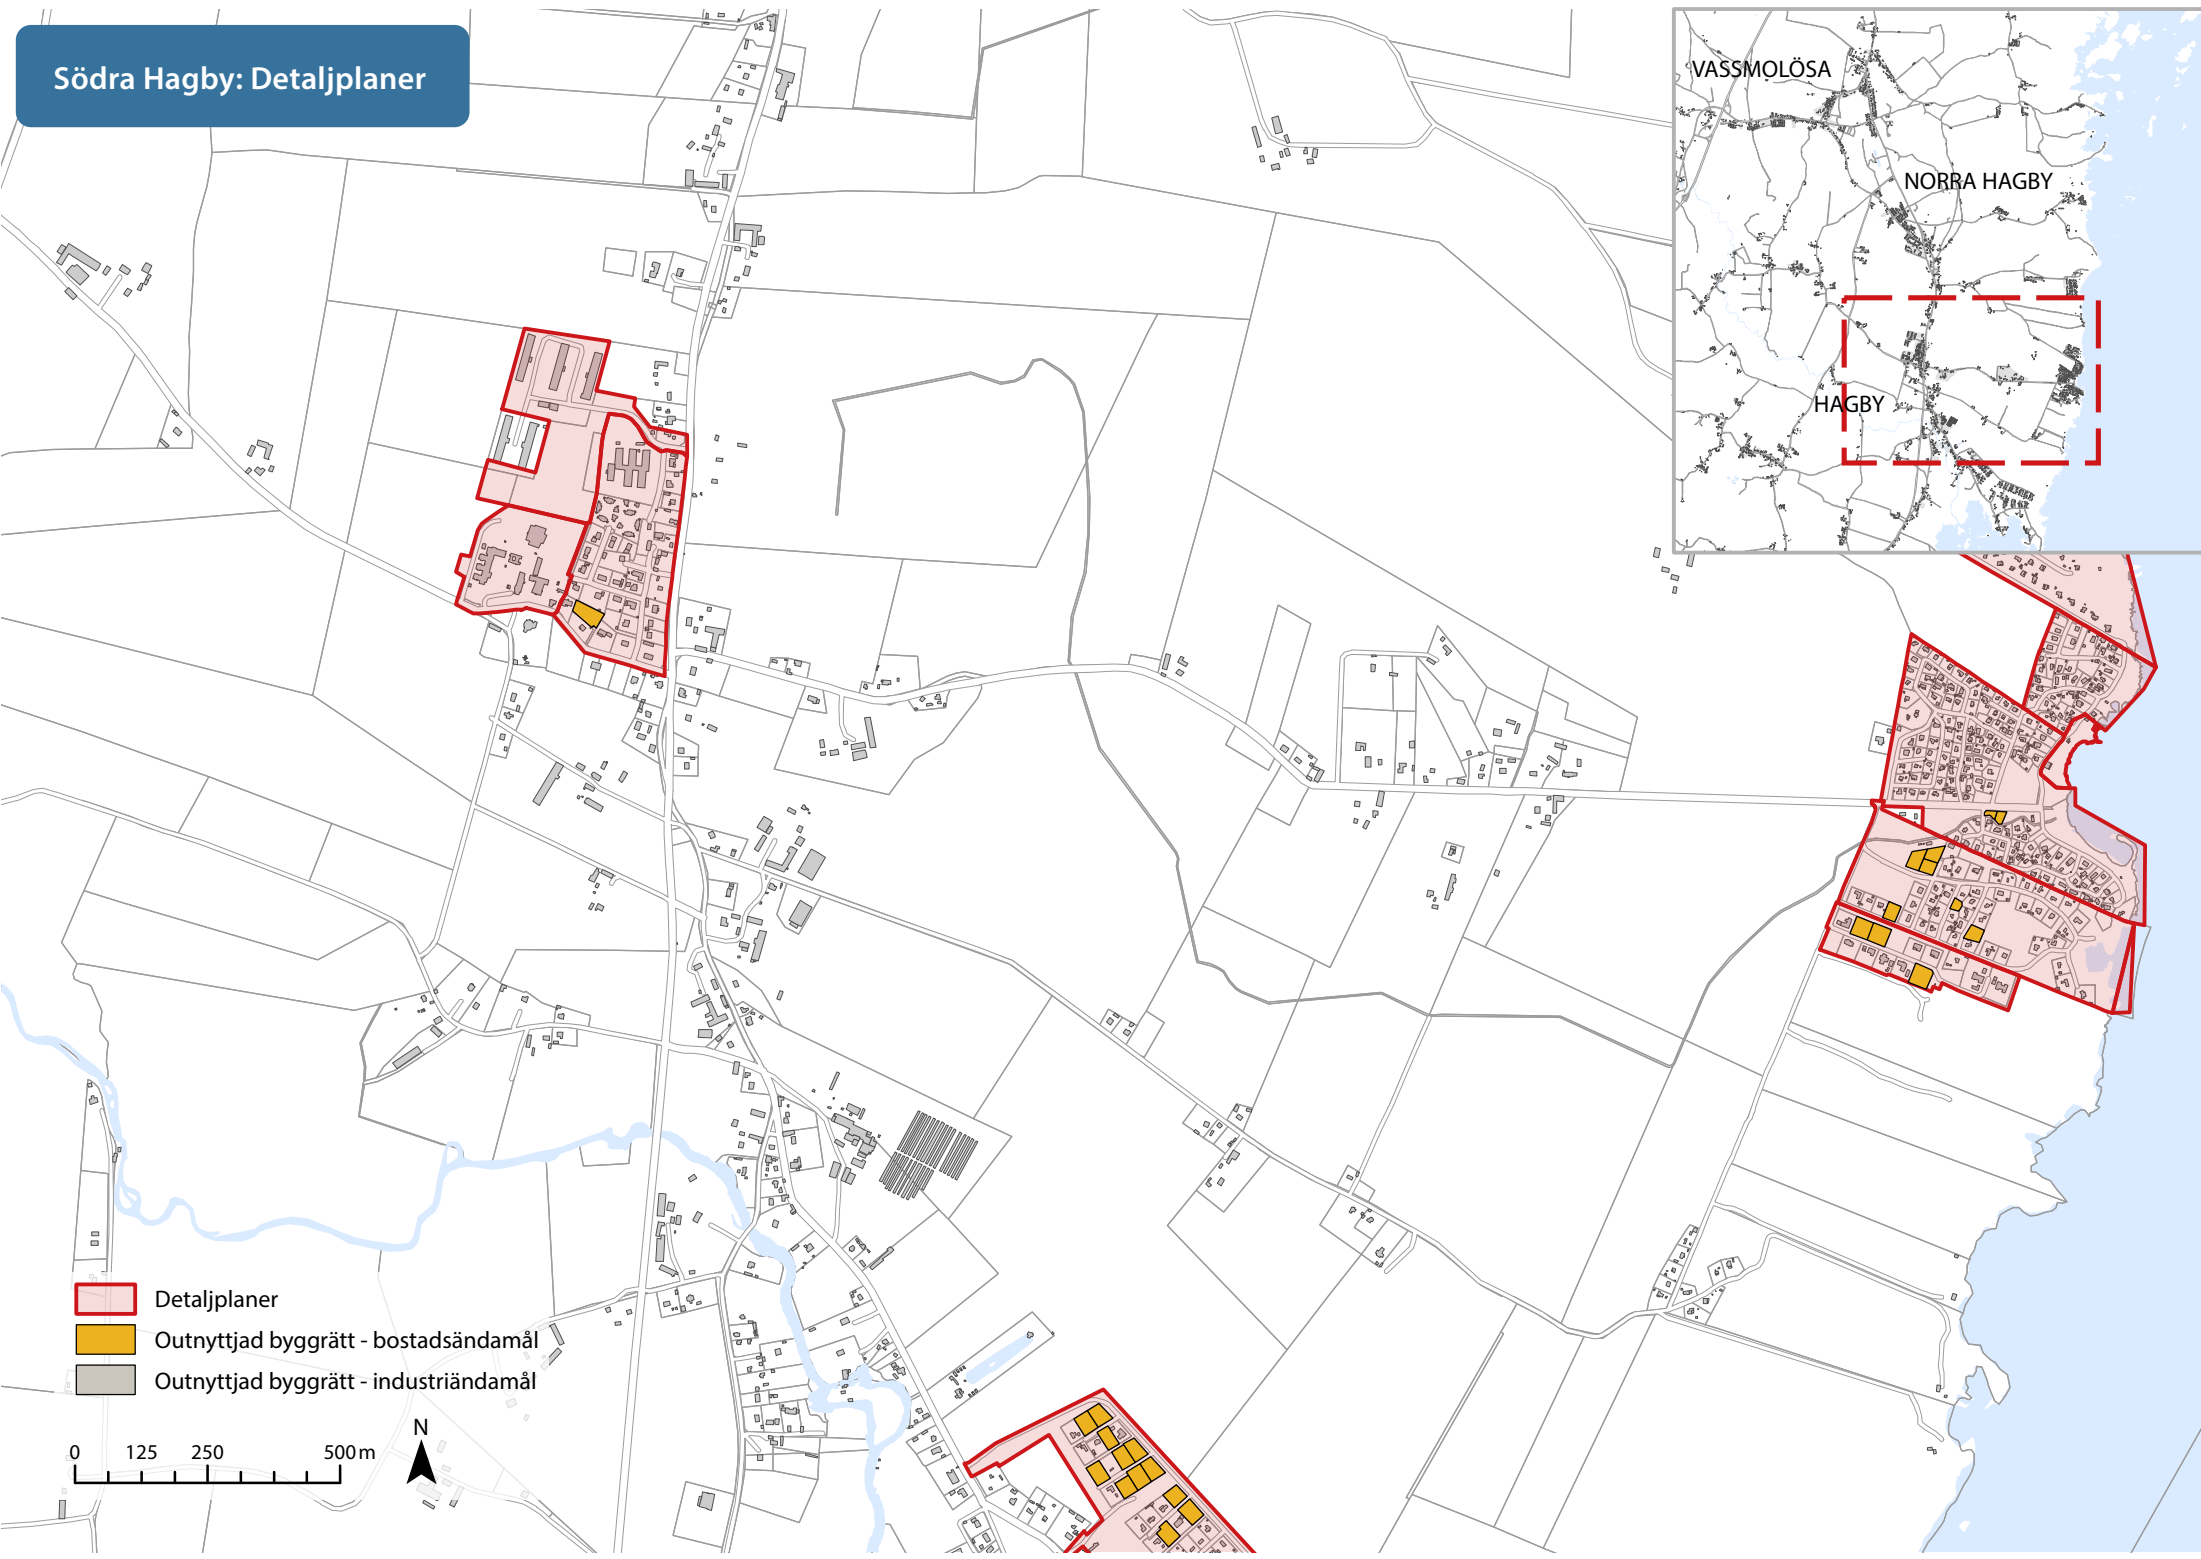 Södra Hagby: Detaljplaner
VASSMOLÖSA
NORRA HAGBY
HAGBY
Detaljplaner
Outnyttjad byggrätt - bostadsändamål
Outnyttjad byggrätt - industriändamål
N
0 125 250 500 m